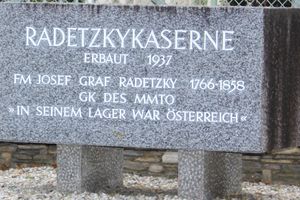 RADETZKYKASERNE
ERBAUT 1937
FM JOSEF GRAF RADETZKY 1766-1858
GK DES MMTO
»IN SEINEM LAGER WAR ÖSTERREICH«